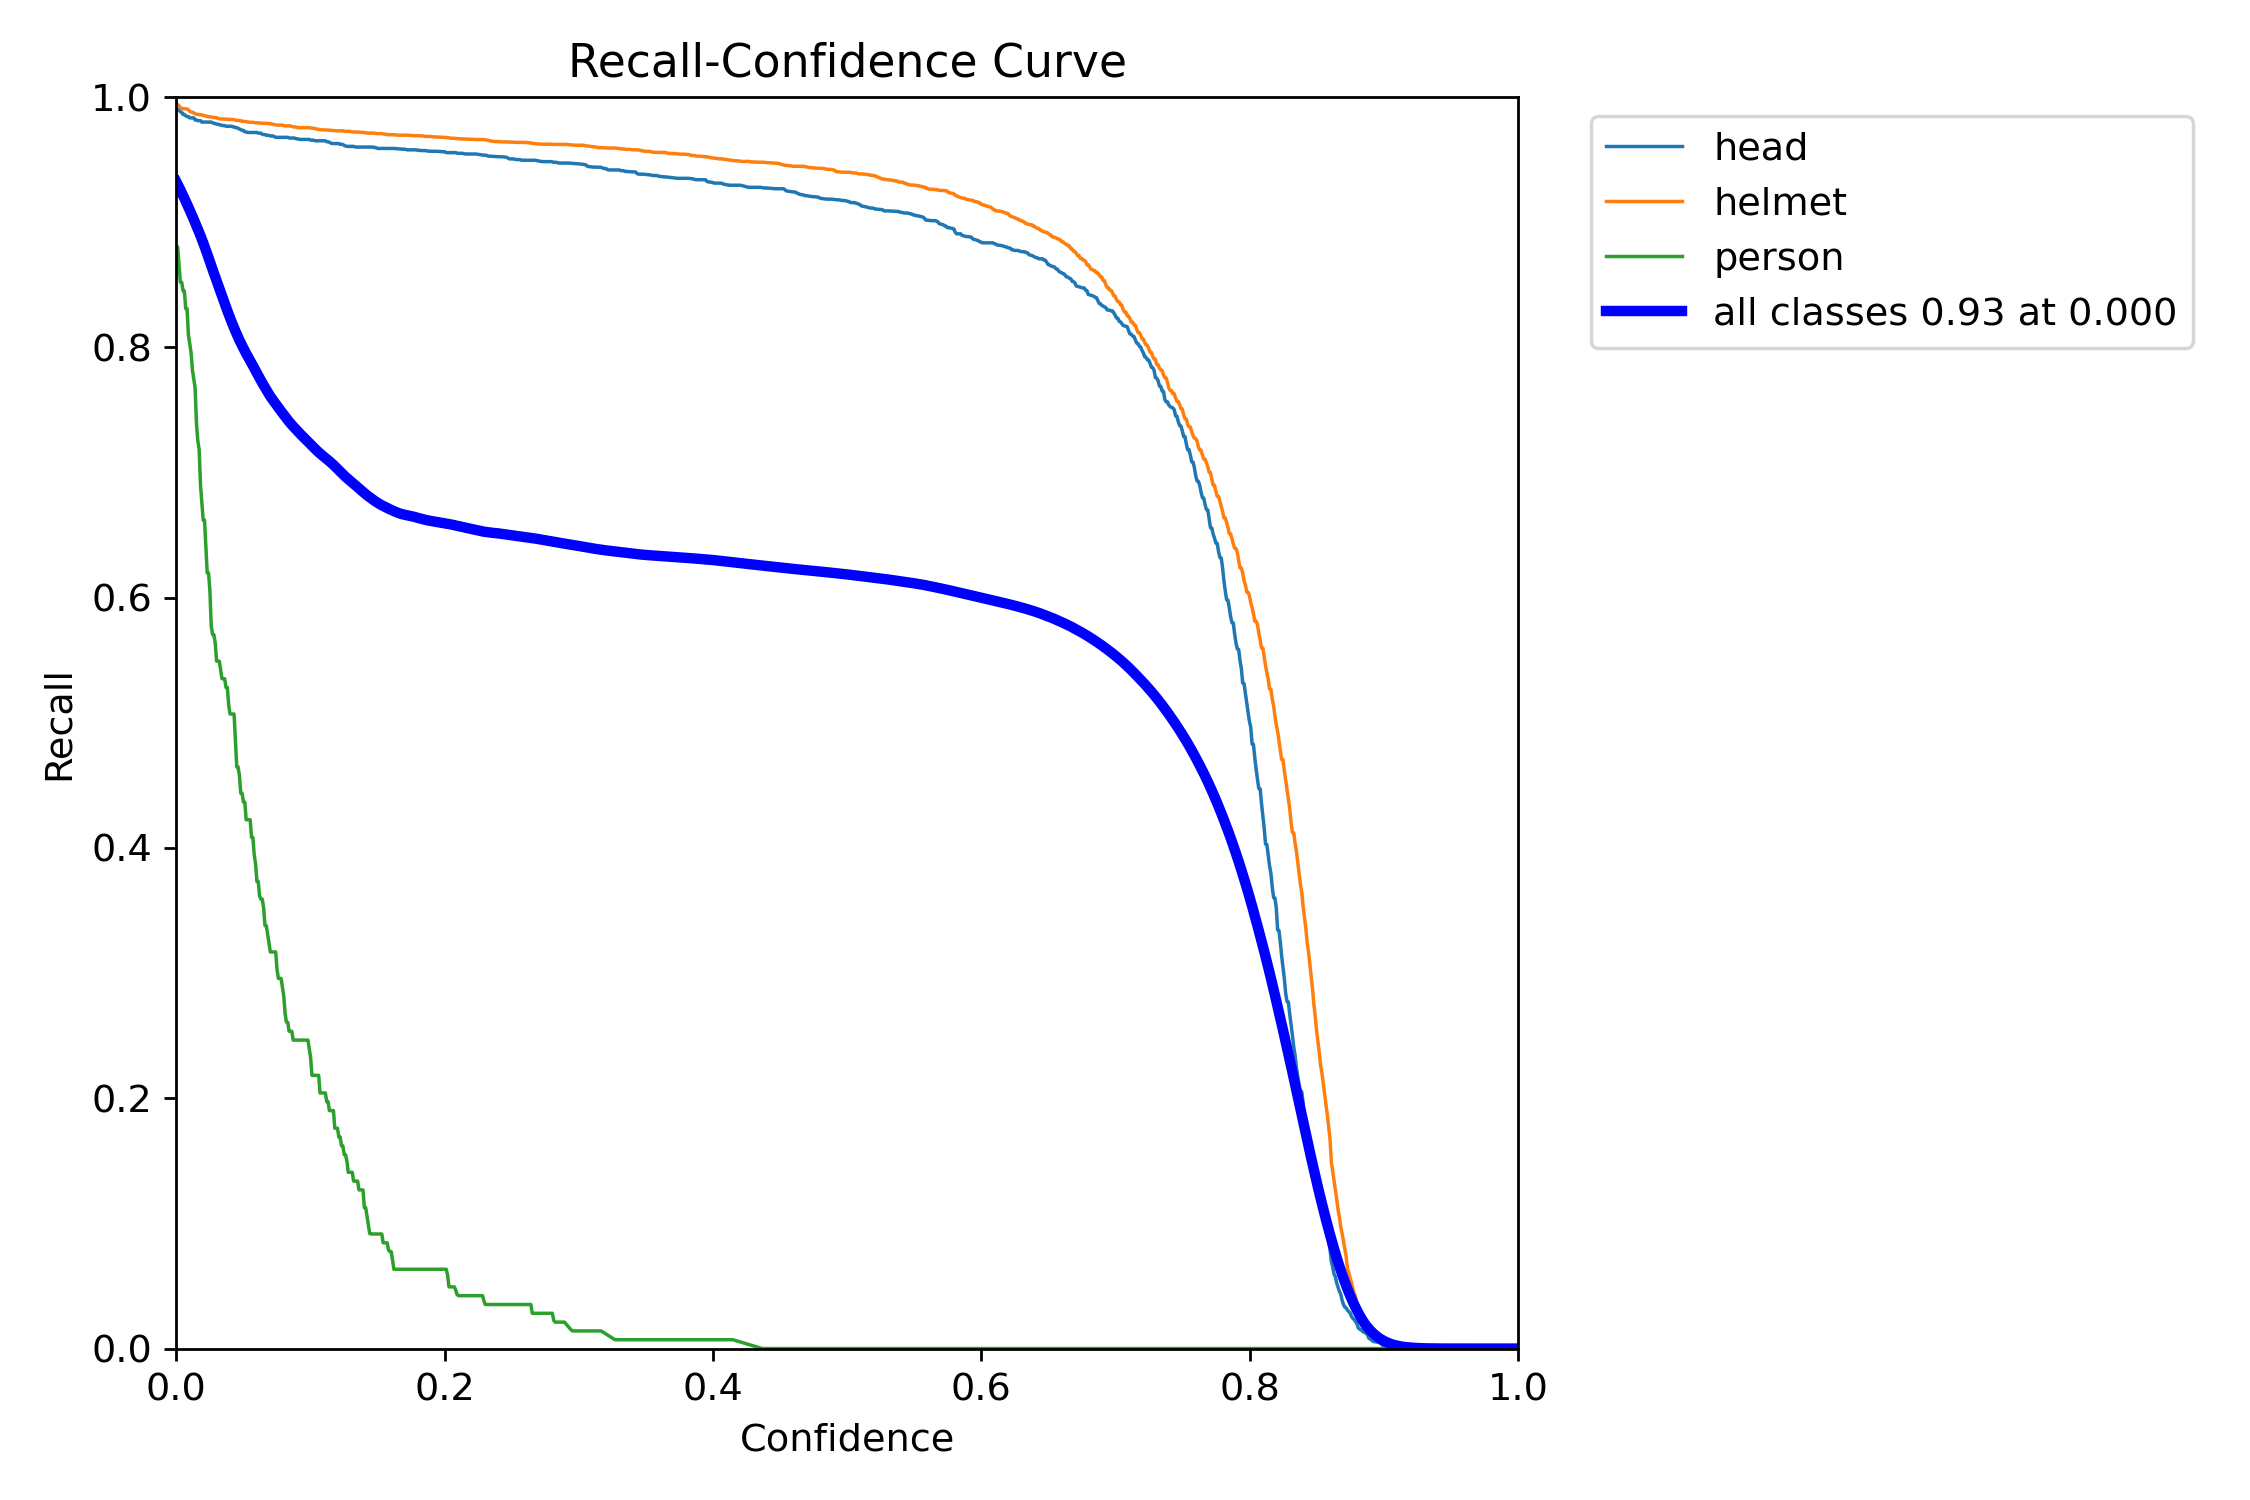 Recall-Confidence Curve
1.0
0.8
0.6
0.4
0.2
0.0
Recall
0.0 0.2 0.4 0.6 0.8 1.0
Confidence
head
helmet
person
all classes 0.93 at 0.000